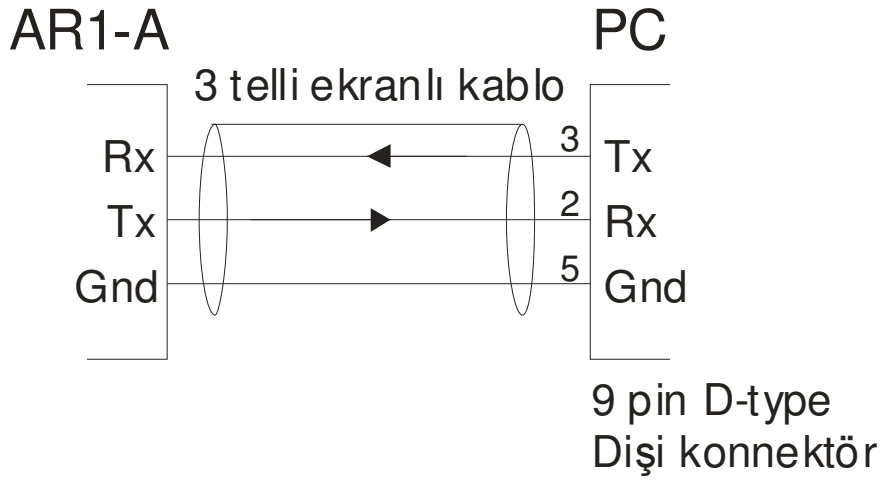 AR1-A PC
3 telli ekranlı kablo
Rx 3 Tx
Tx 2 Rx
Gnd 5 Gnd
9 pin D-type
Dişi konnektör